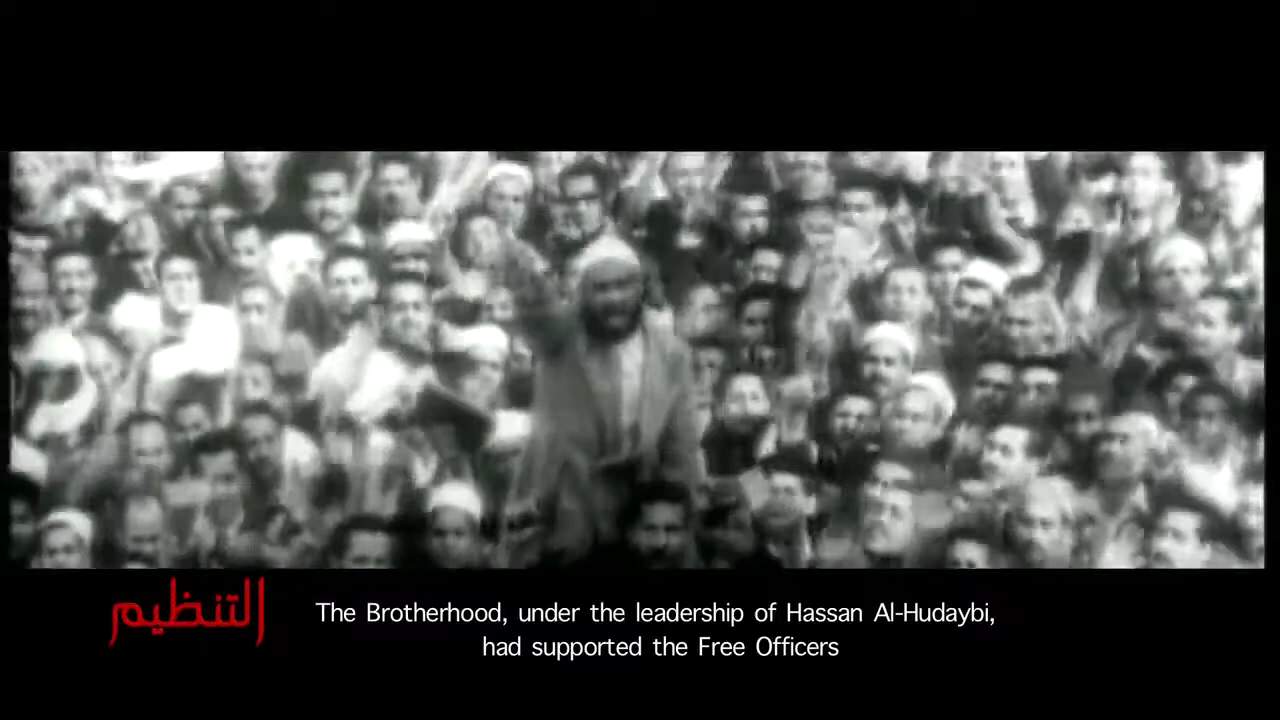 التنظيم
The Brotherhood, under the leadership of Hassan Al-Hudaybi,
had supported the Free Officers